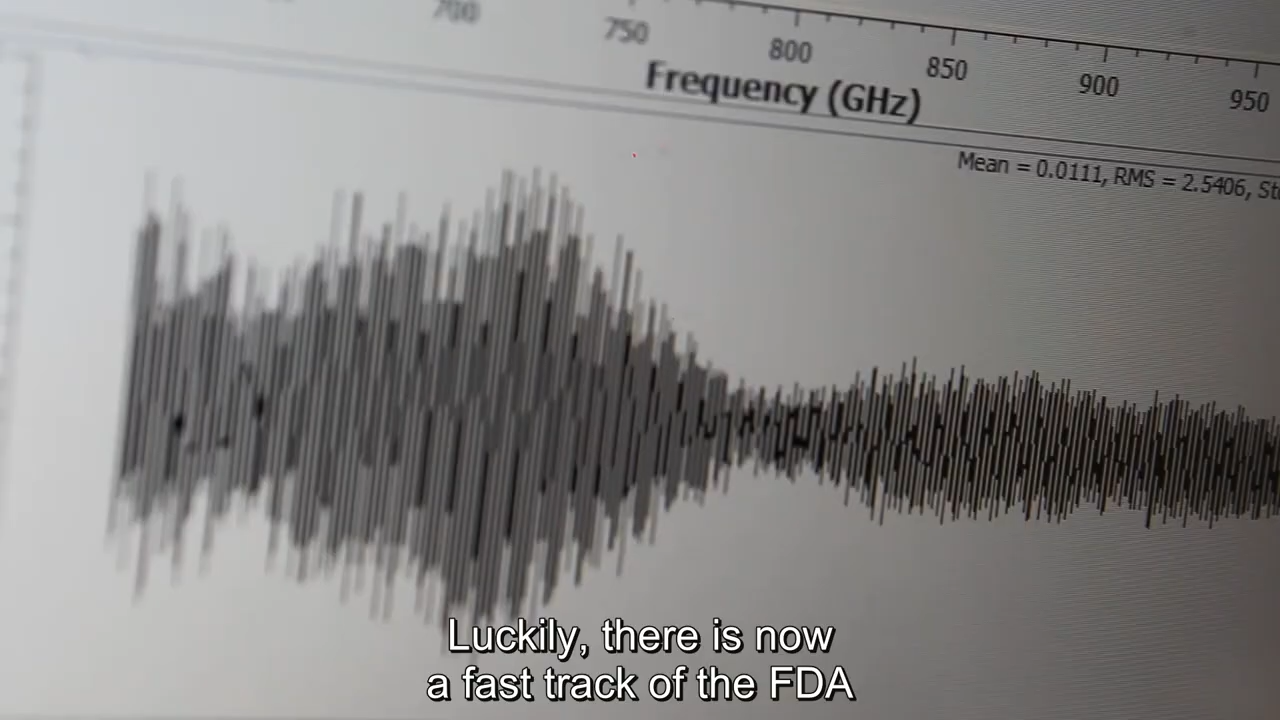 700 750 800 850 900 950
Frequency (GHz)
Mean = 0.0111, RMS = 2.5406,
Luckily, there is now
a fast track of the FDA